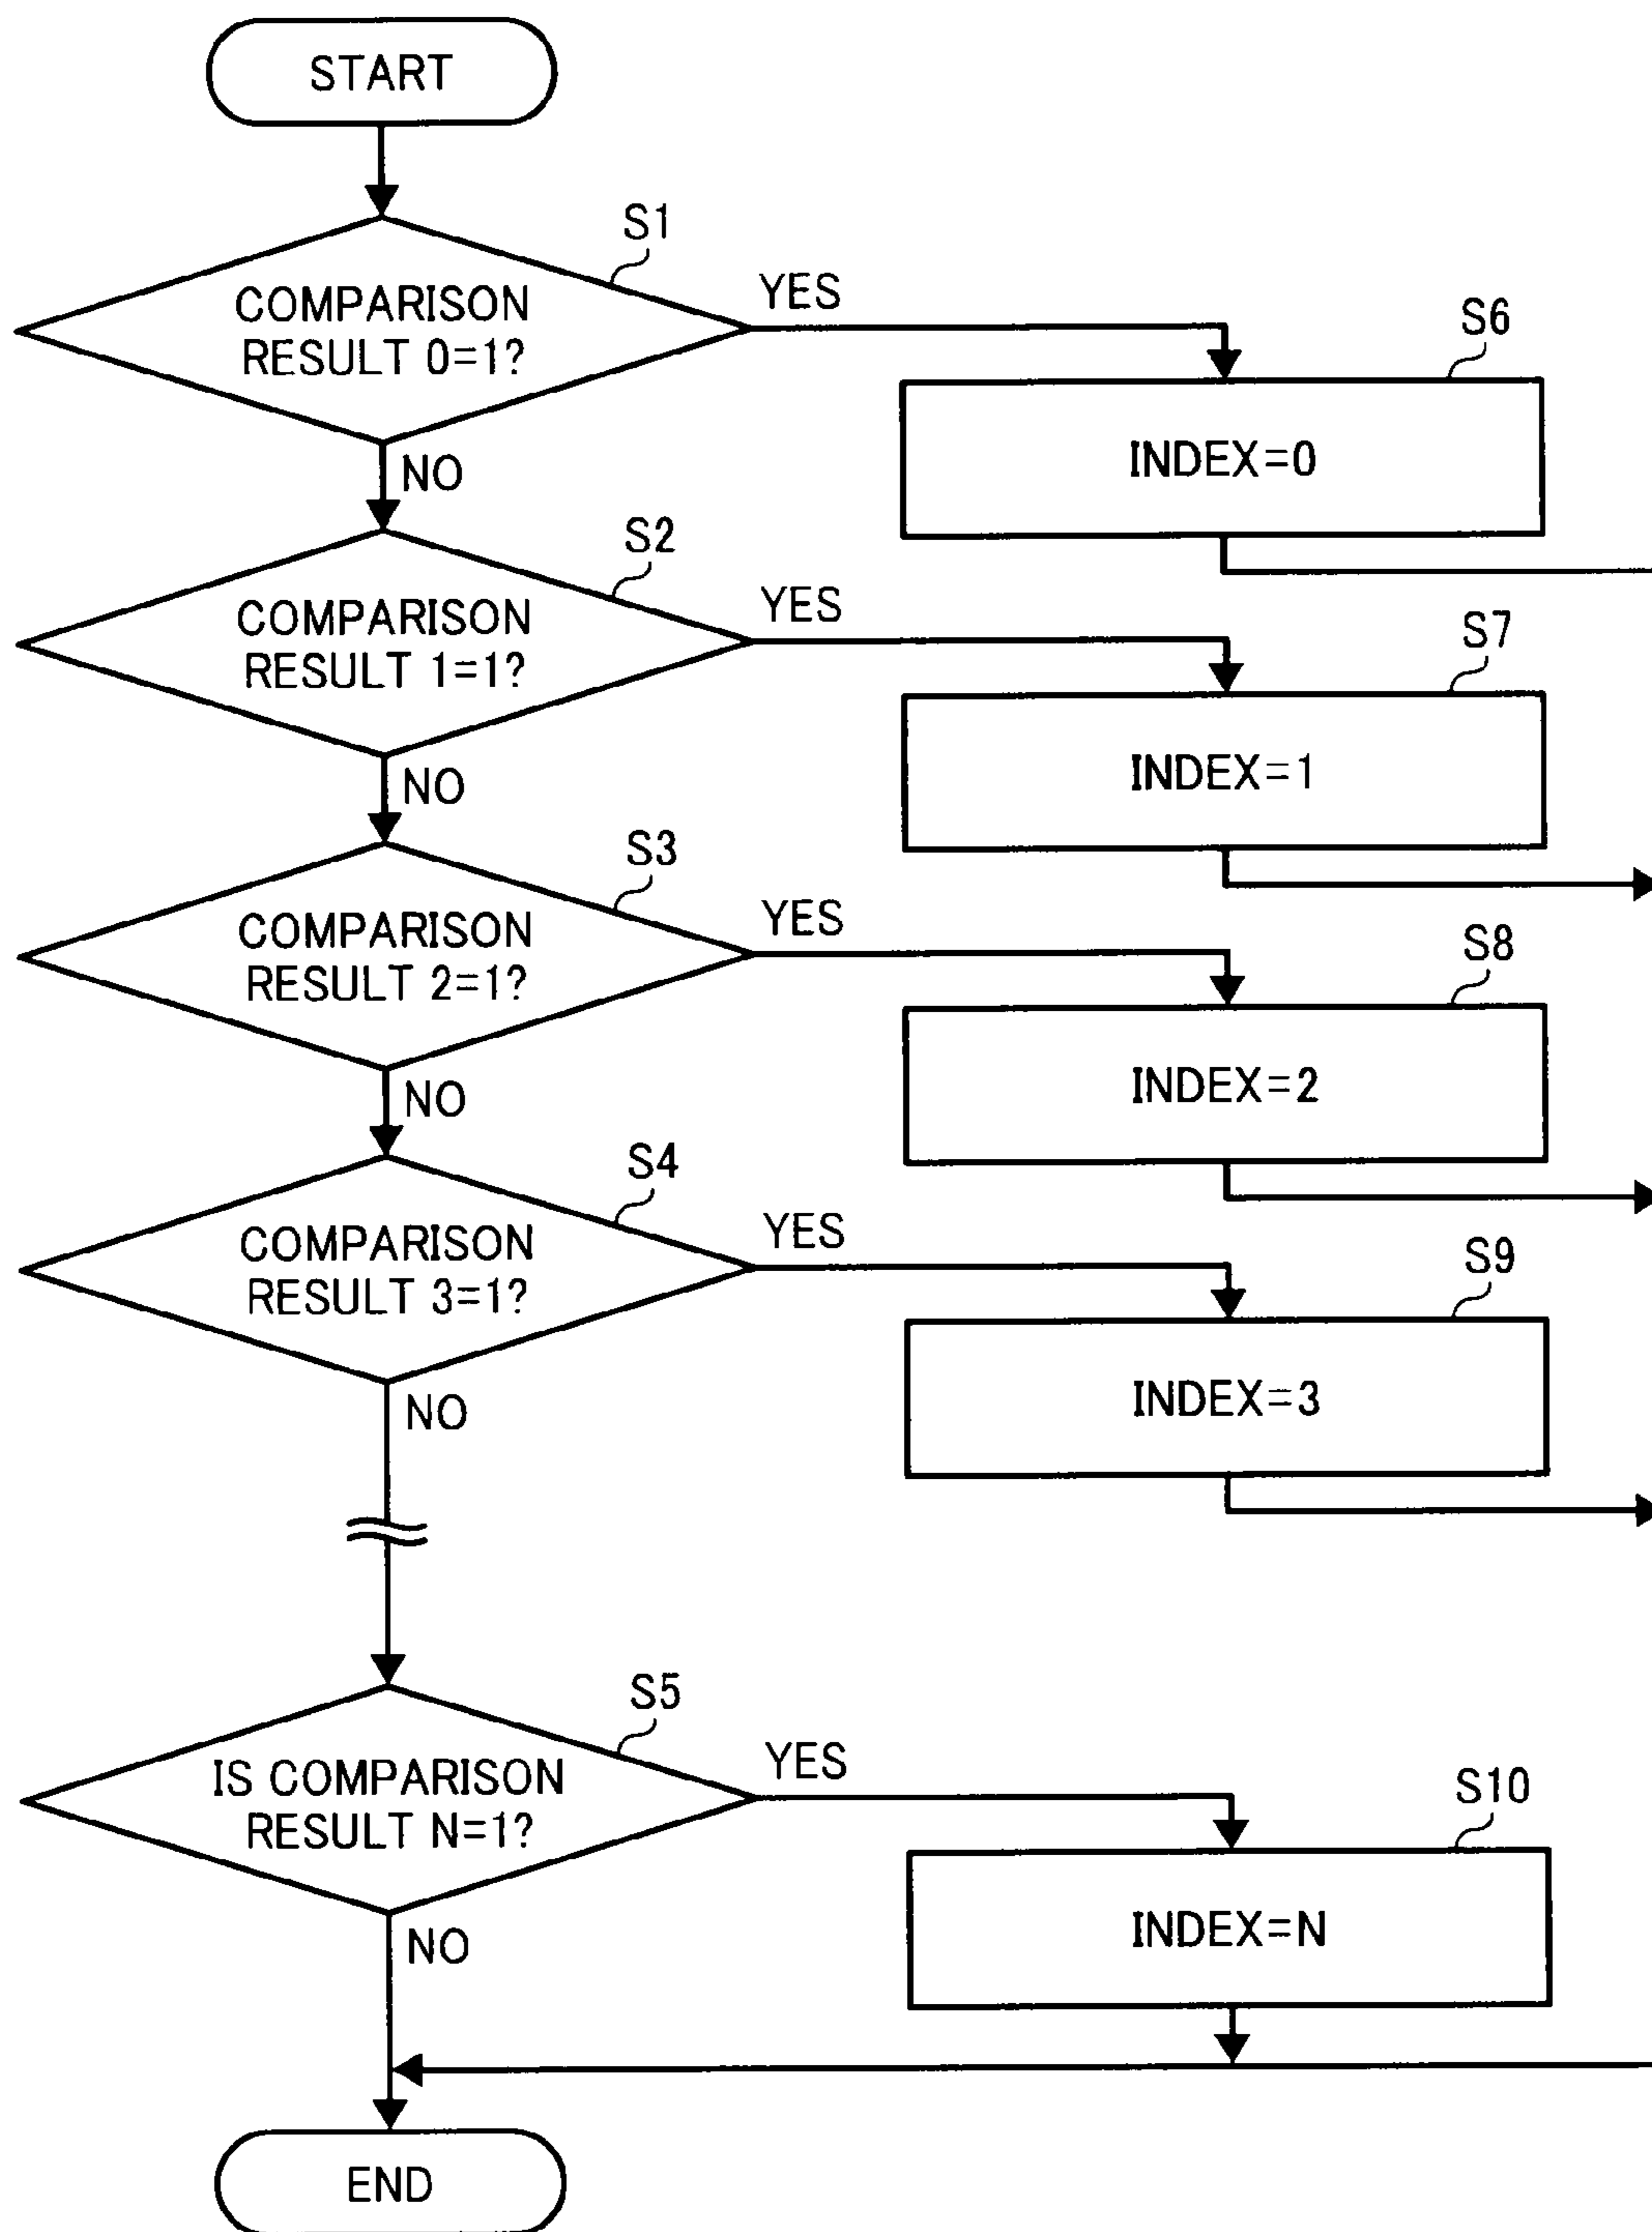 START
S1
COMPARISON
RESULT 0=1?
YES
S6
INDEX=0
NO
S2
COMPARISON
RESULT 1=1?
YES
S7
INDEX=1
NO
S3
COMPARISON
RESULT 2=1?
YES
S8
INDEX=2
NO
S4
COMPARISON
RESULT 3=1?
YES
S9
INDEX=3
NO
S5
IS COMPARISON
RESULT N=1?
YES
S10
INDEX=N
NO
END